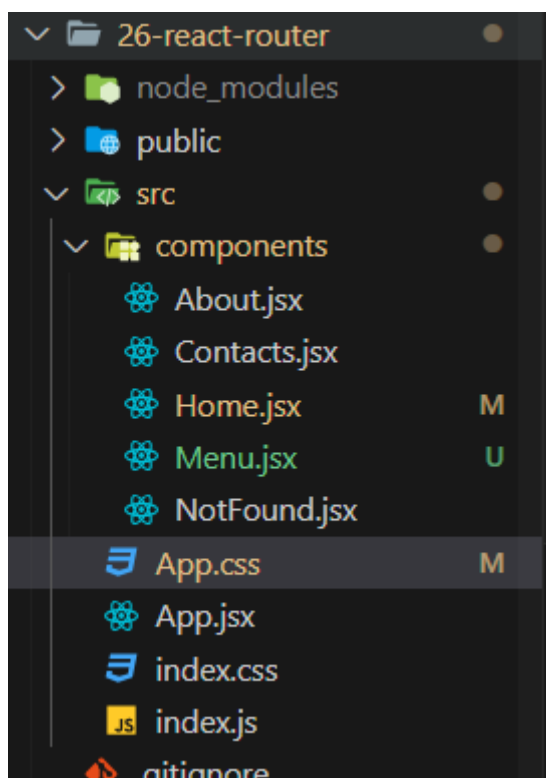 26-react-router
node_modules
public
src
components
About.jsx
Contacts.jsx
Home.jsx M
Menu.jsx U
NotFound.jsx
App.css M
App.jsx
index.css
JS index.js
.gitignore